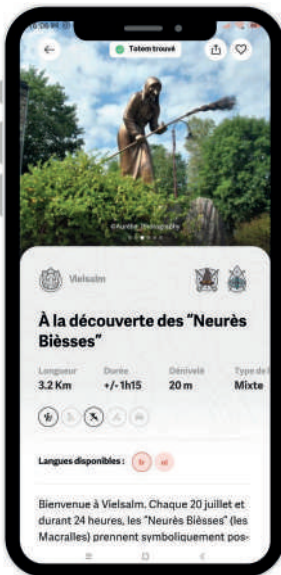 Totem trouvé
©Aurélie Photography
Vielsalm
À la découverte des "Neurès
Bièsses"
Longueur Durée Dénivelé Type de
3.2 Km +/- 1h15 20 m Mixte
Langues disponibles : fr nl
Bienvenue à Vielsalm. Chaque 20 juillet et
durant 24 heures, les "Neurès Bièsses" (les
Macralles) prennent symboliquement pos-